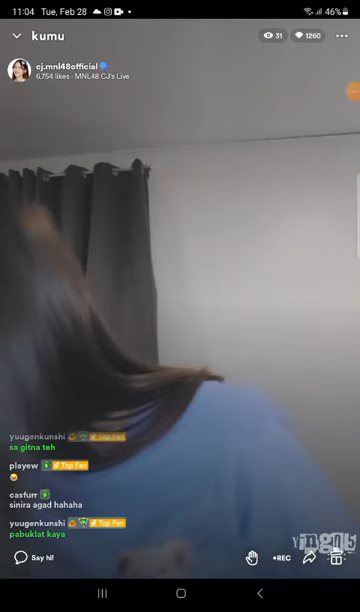 11:04 Tue, Feb 28 46%
kumu 31 1260
cj.mnl48official
6,754 likes · MNL48 CJ's Live
yuugenkunshi Top Fan
sa gitna teh
playew Top Fan
casfurr
sinira agad hahaha
yuugenkunshi Top Fan
pabuklat kaya
Say hi!
•REC